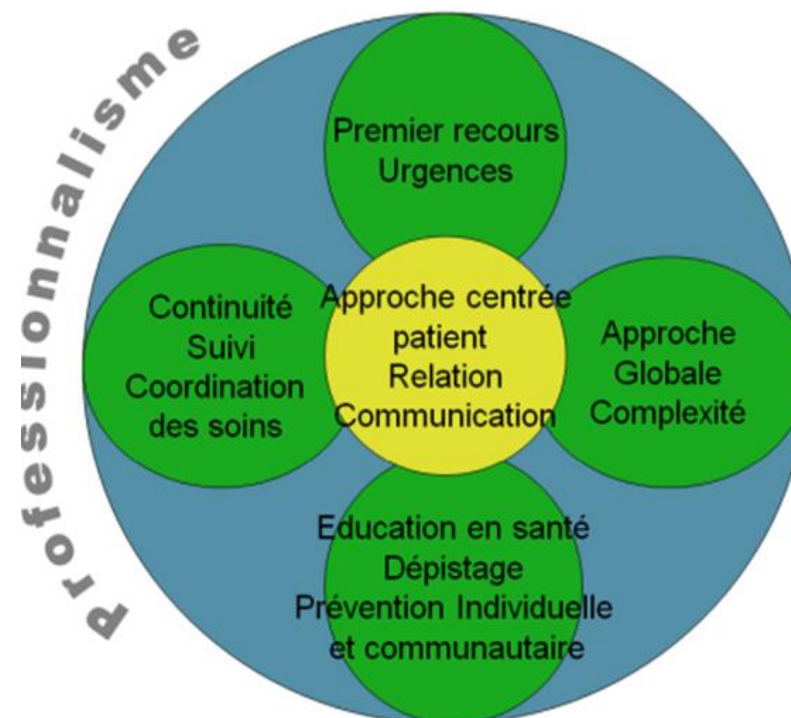 Professionnalisme
Premier recours
Urgences
Continuité
Suivi
Coordination
des soins
Approche centrée
patient
Relation
Communication
Approche
Globale
Complexité
Education en santé
Dépistage
Prévention Individuelle
et communautaire